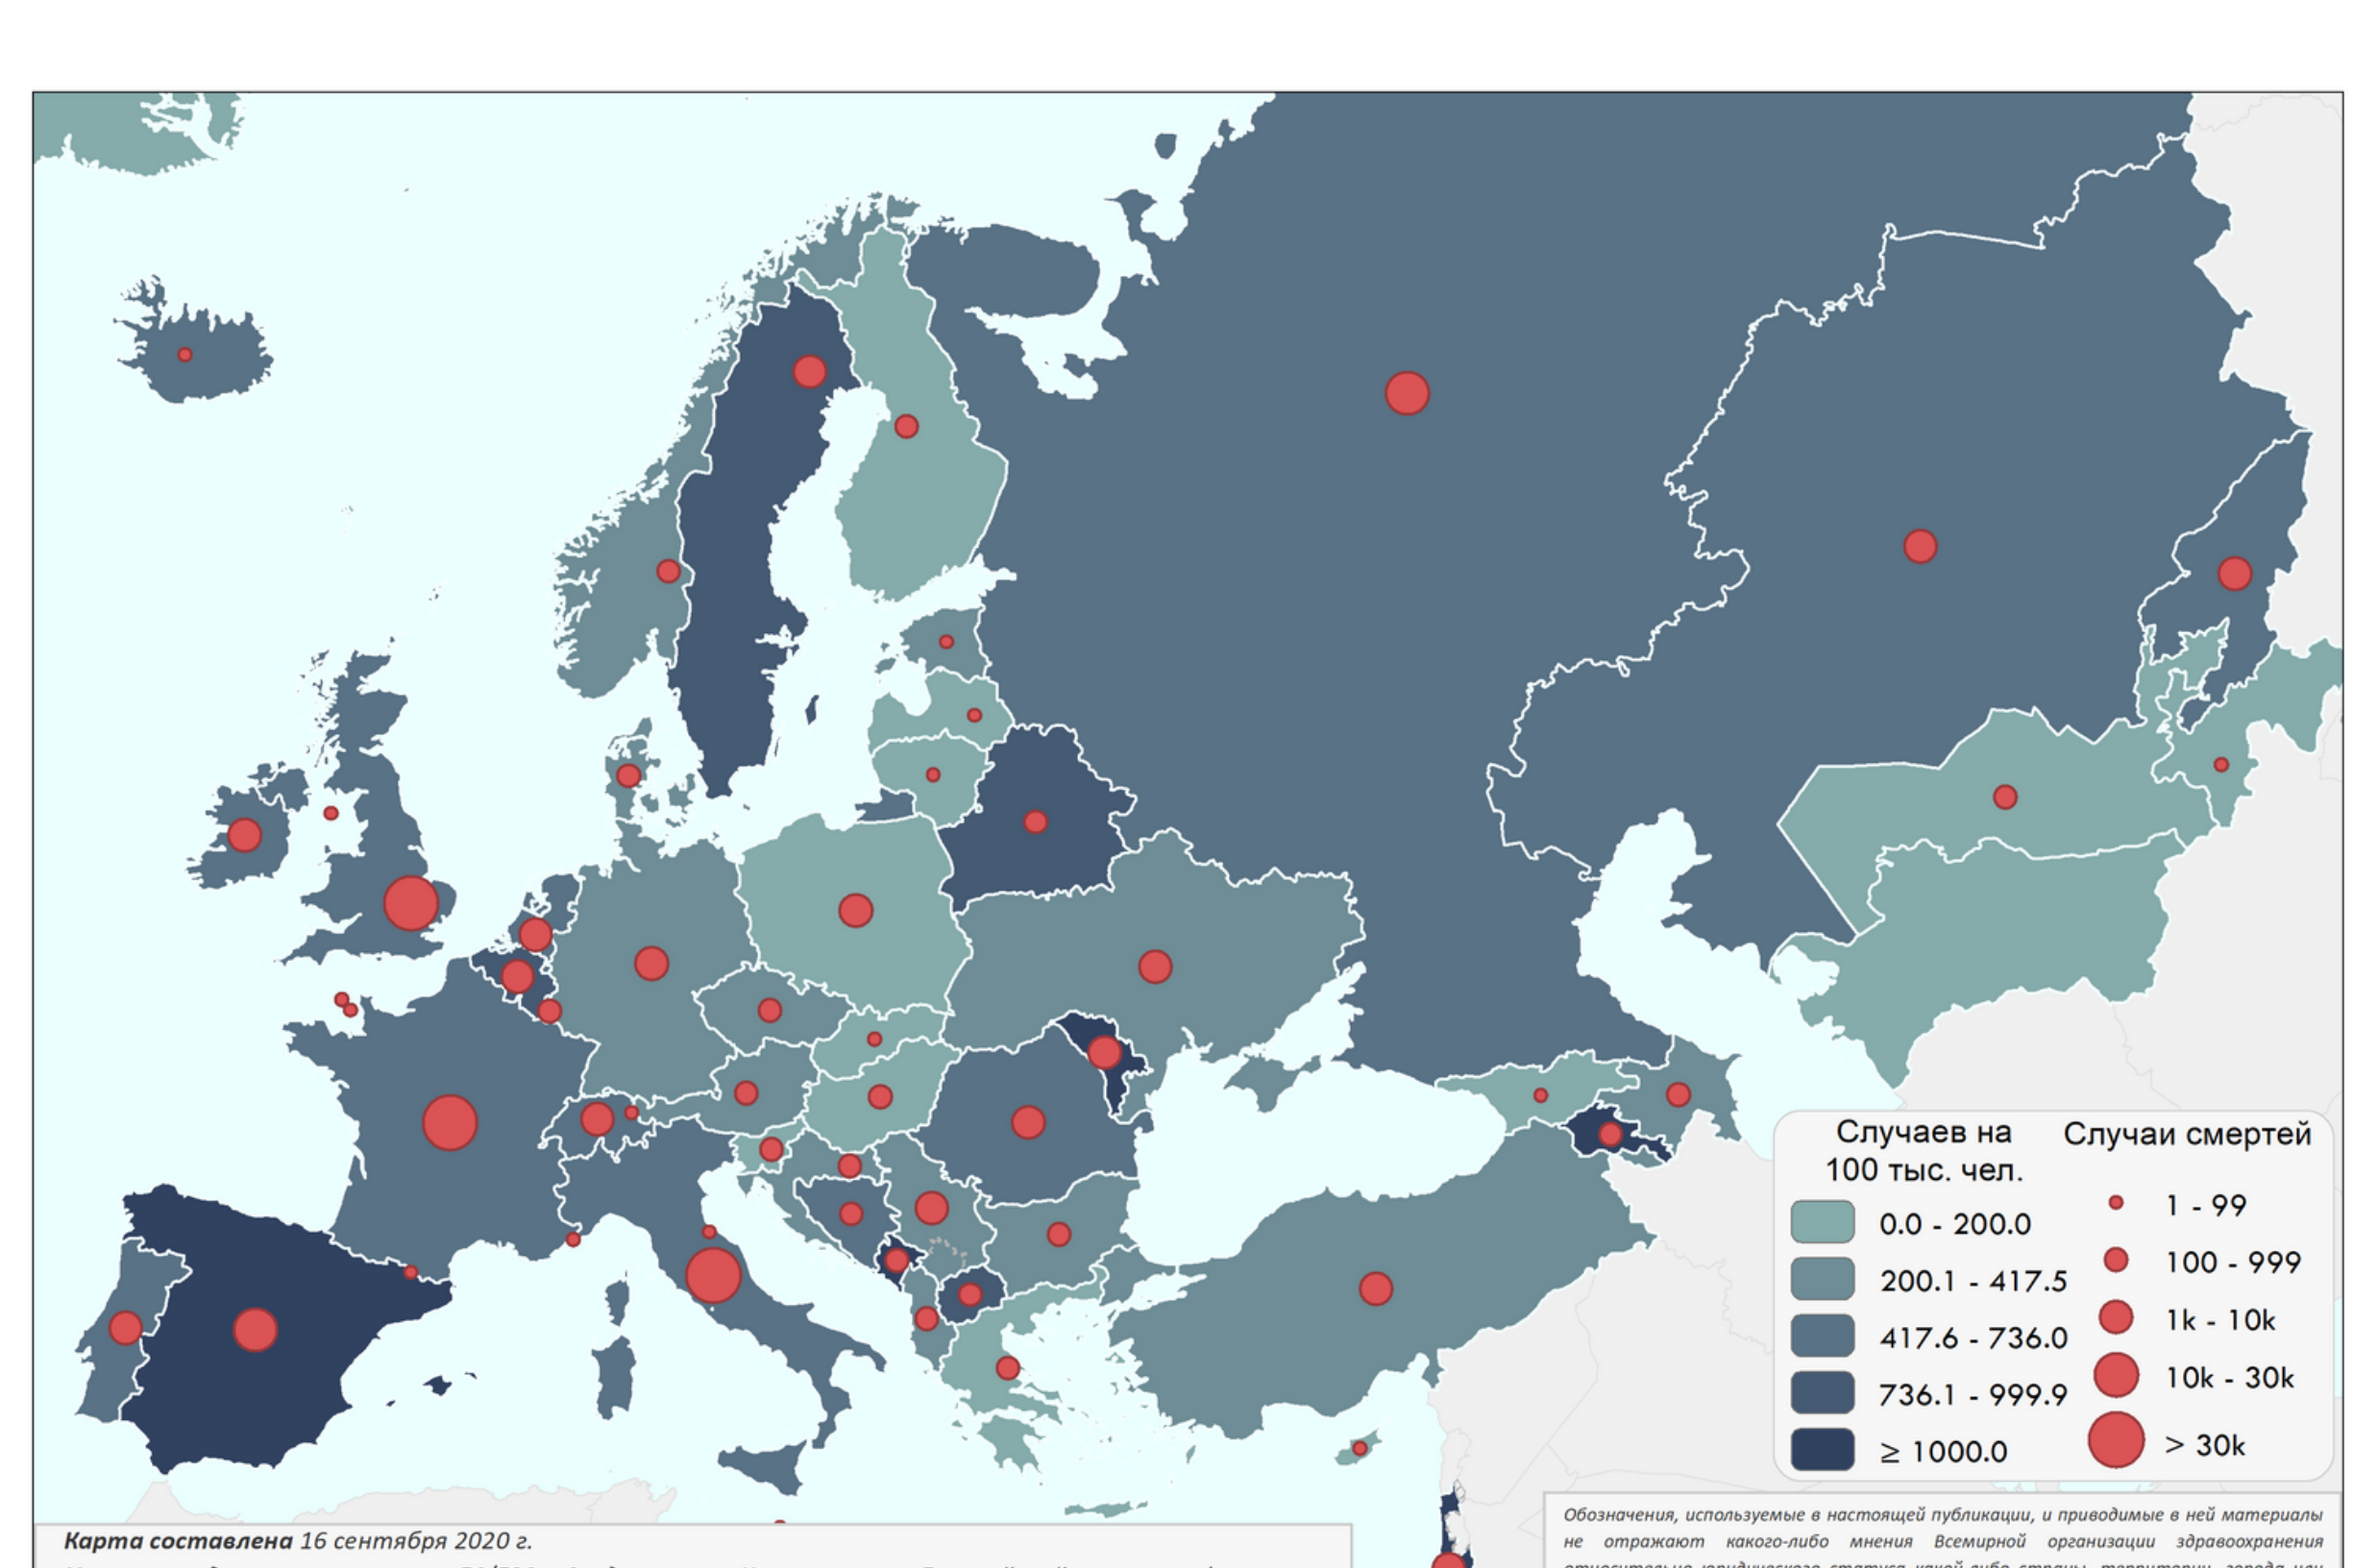 Случаев на
100 тыс. чел.
0.0 - 200.0
200.1 - 417.5
417.6 - 736.0
736.1 - 999.9
≥ 1000.0
Случаи смертей
1 - 99
100 - 999
1k - 10k
10k - 30k
> 30k
Карта составлена 16 сентября 2020 г.
Обозначения, используемые в настоящей публикации, и приводимые в ней материалы
не отражают какого-либо мнения Всемирной организации здравоохранения